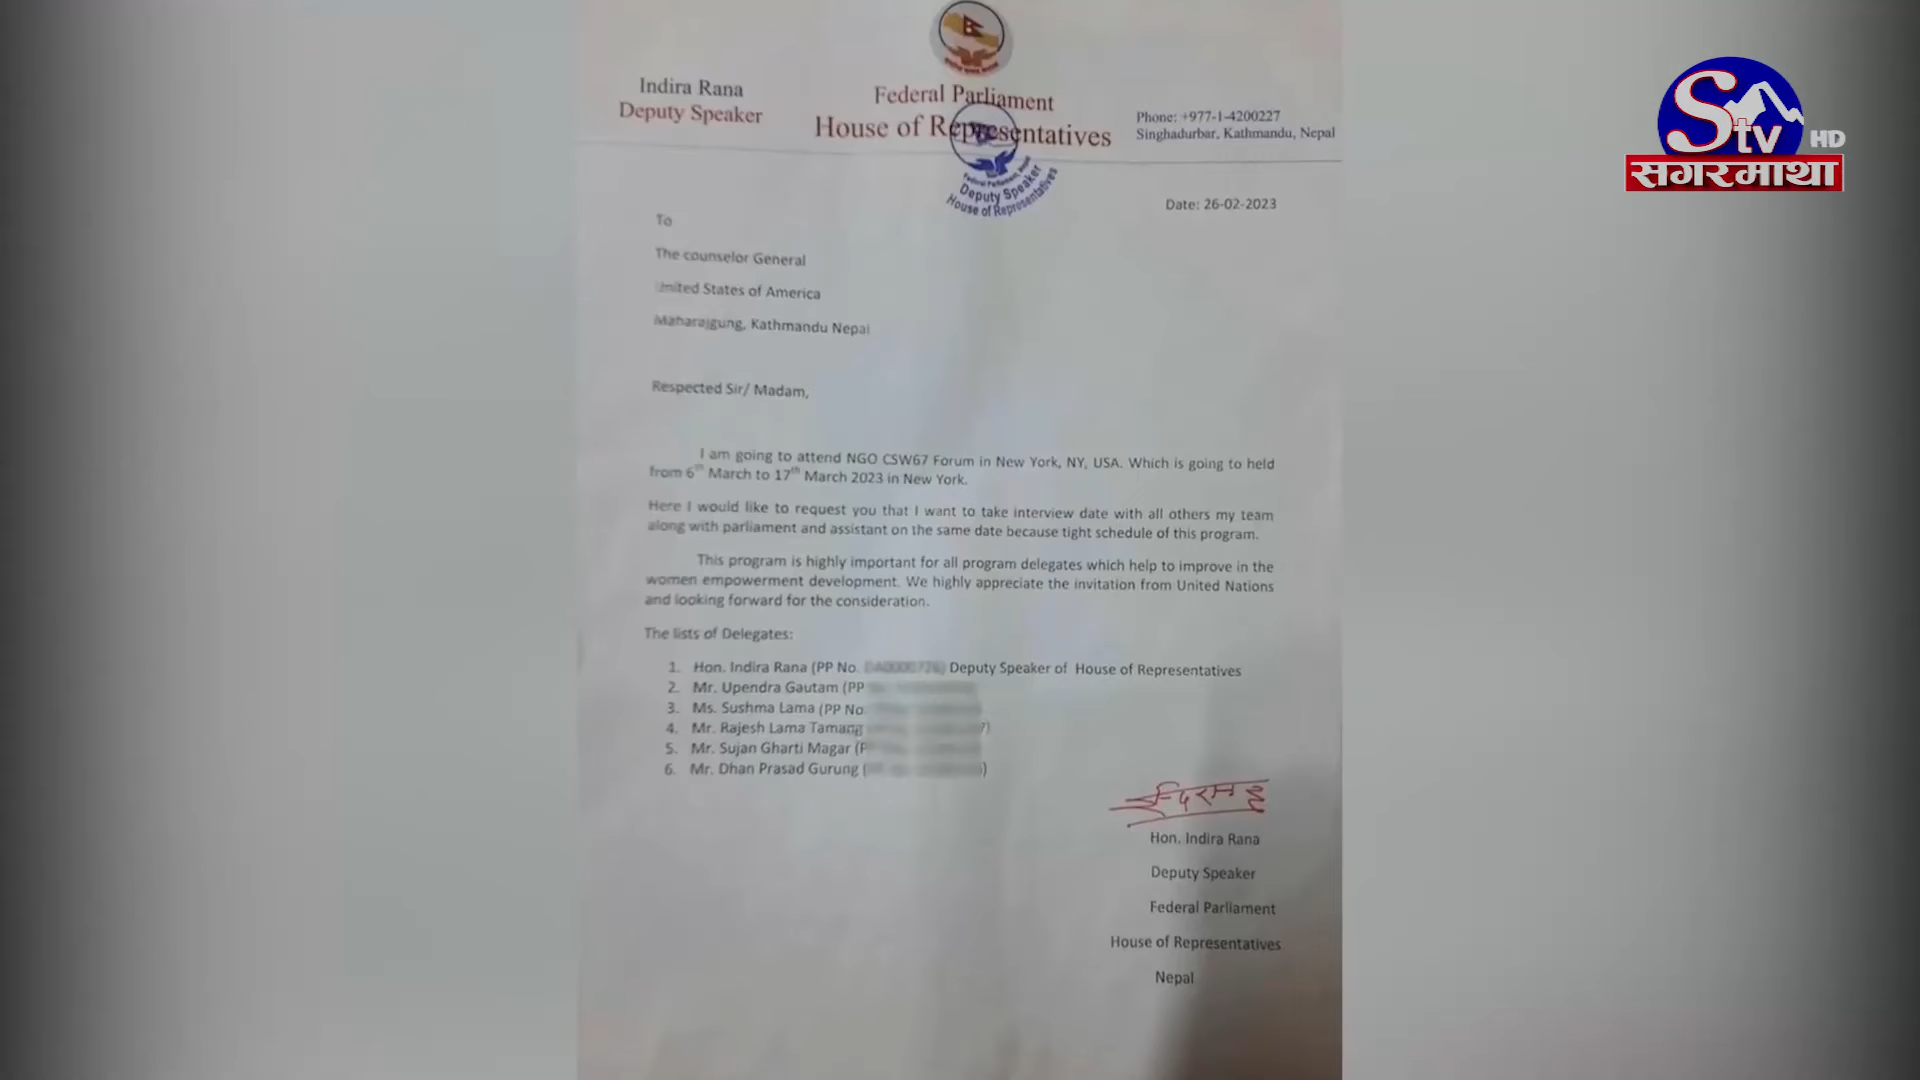 Indira Rana
Deputy Speaker
Federal Parliament
House of Representatives
Phone: +977-1-4200227
Singhadurbar, Kathmandu, Nepal
Federal Parliament,
Deputy Speaker
House of Representatives
STV HD
सगरमाथा
Date: 26-02-2023
To
The counselor General
United States of America
Maharajgung, Kathmandu Nepal
Respected Sir/ Madam,
I am going to attend NGO CSW67 Forum in New York, NY, USA. Which is going to held
from 6th March to 17th March 2023 in New York.
Here I would like to request you that I want to take interview date with all others my team
along with parliament and assistant on the same date because tight schedule of this program.
This program is highly important for all program delegates which help to improve in the
women empowerment development. We highly appreciate the invitation from United Nations
and looking forward for the consideration.
The lists of Delegates:
1. Hon. Indira Rana (PP No. Deputy Speaker of House of Representatives
2. Mr. Upendra Gautam (PP
3. Ms. Sushma Lama (PP No.
4. Mr. Rajesh Lama Tamang
5. Mr. Sujan Gharti Magar (P
6. Mr. Dhan Prasad Gurung (
Hon. Indira Rana
Deputy Speaker
Federal Parliament
House of Representatives
Nepal